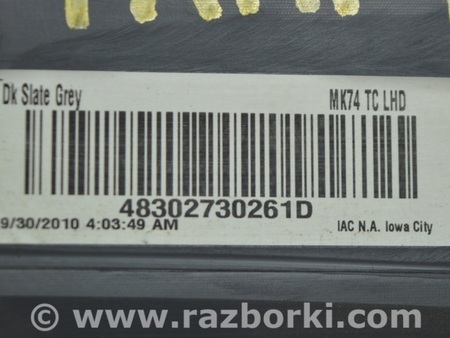 Dk Slate Grey MK74 TC LHD
48302730261D
9/30/2010 4:03:49 AM IAC N.A. Iowa City
© www.razborki.com